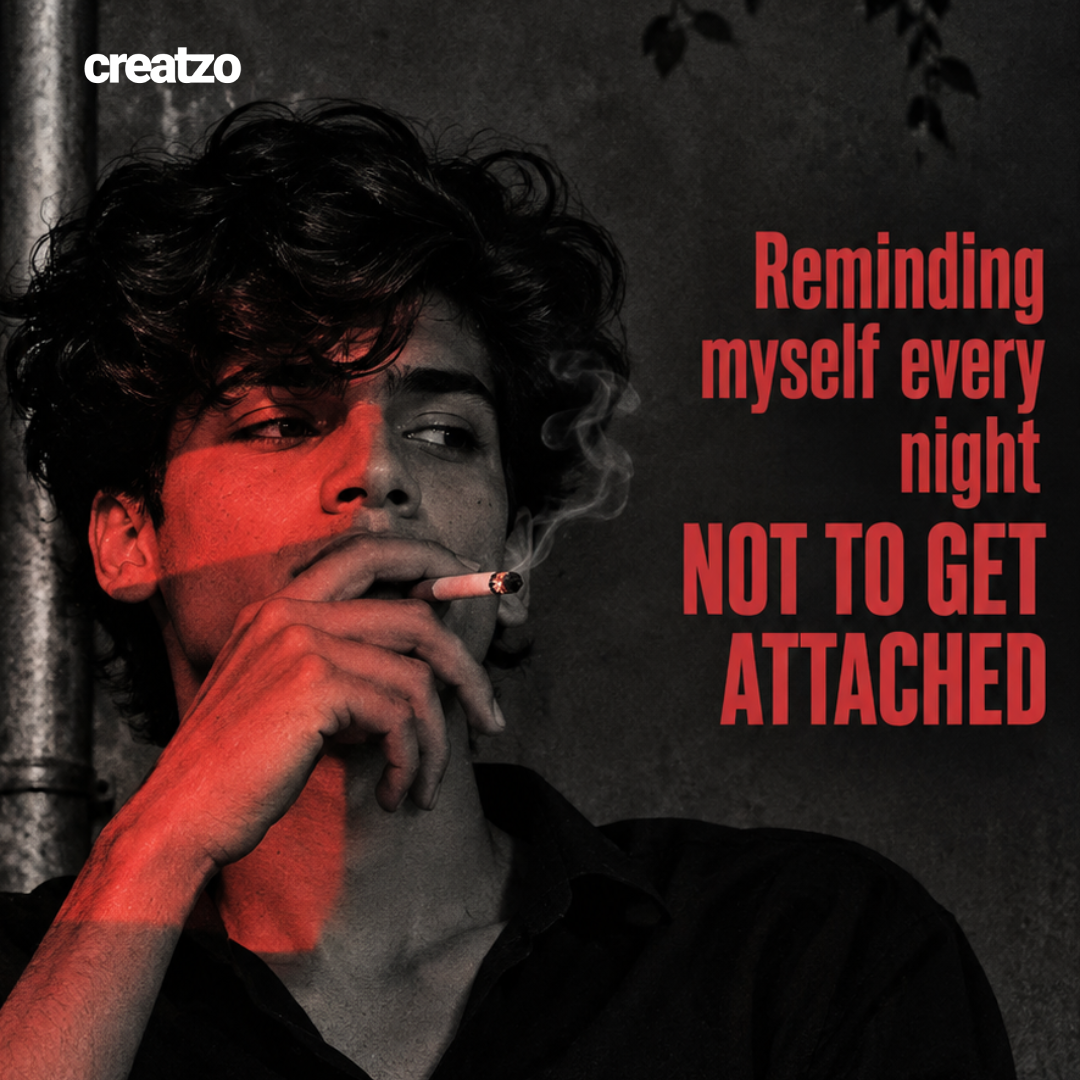 creatzo
Reminding
myself every
night
NOT TO GET
ATTACHED